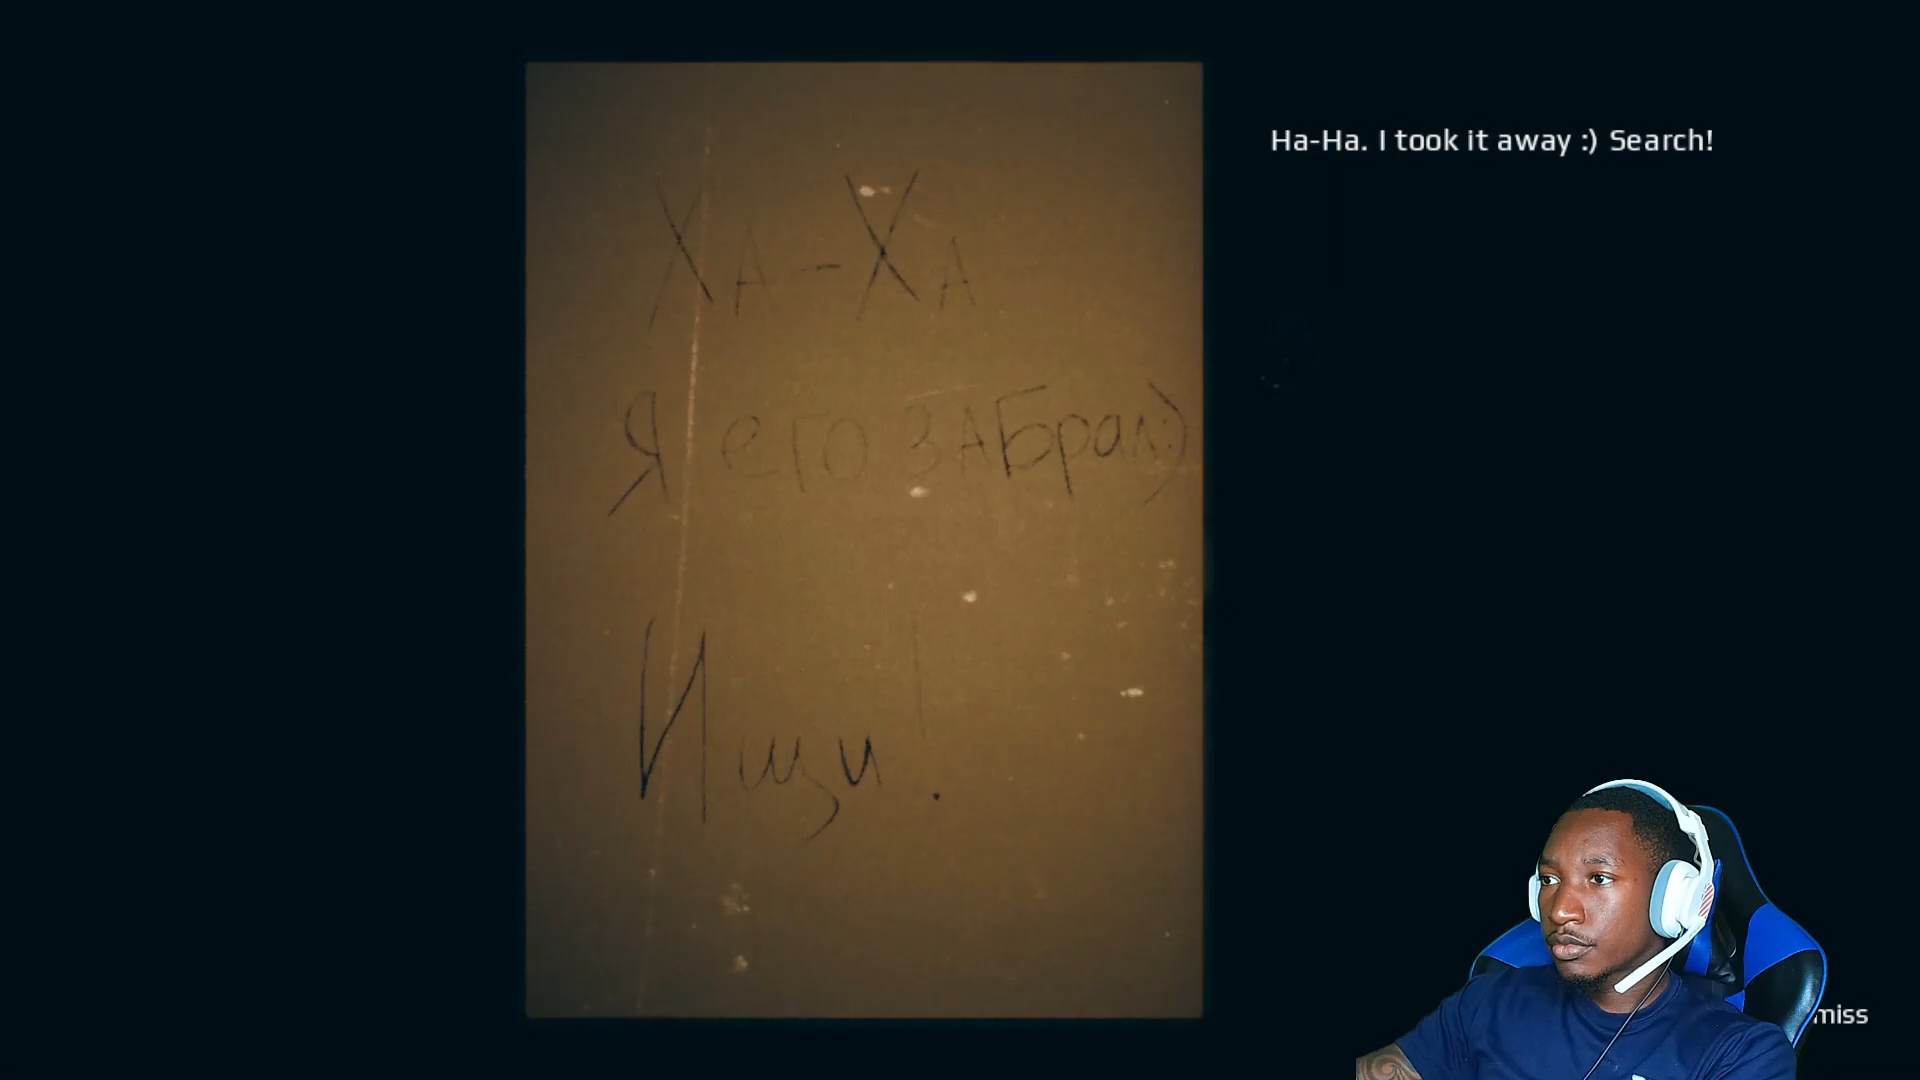 Ha-Ha. I took it away :) Search!
Ха-Ха
Я его забрал:)
Ищи!
miss